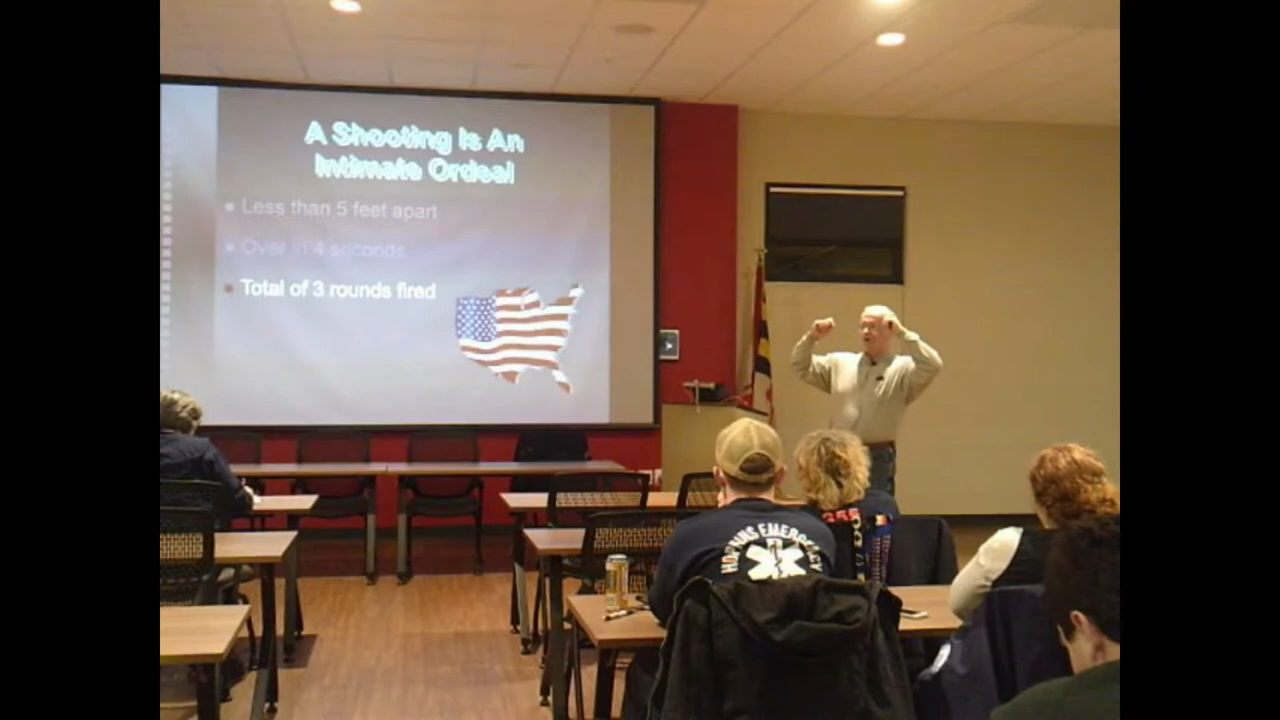 A Shooting Is An
Intimate Ordeal
Less than 5 feet apart
Over in 4 seconds
Total of 3 rounds fired
255
EMERGENCY